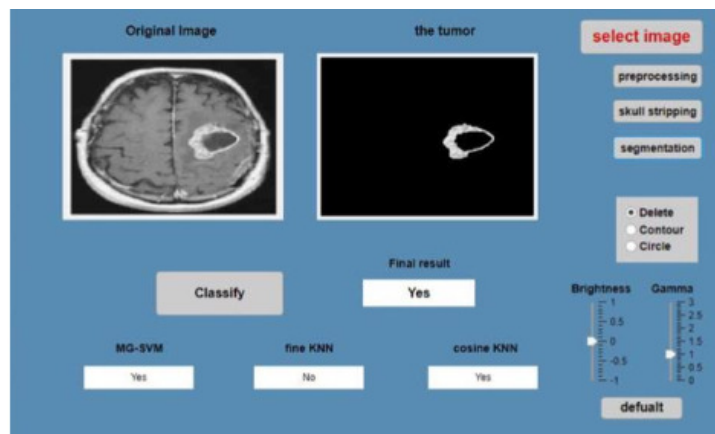 Original Image
the tumor
select image
preprocessing
skull stripping
segmentation
Delete
Contour
Circle
Final result
Classify
Yes
Brightness
Gamma
1
0.5
0
-0.5
-1
3
2.5
2
1.5
1
0.5
0
MG-SVM
fine KNN
cosine KNN
Yes
No
Yes
defualt